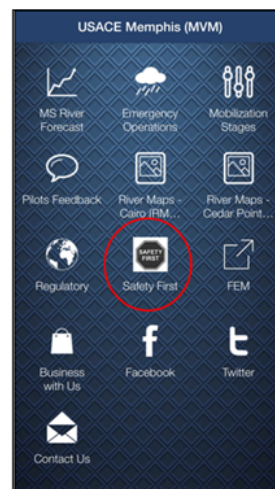 USACE Memphis (MVM)
MS River Forecast
Emergency Operations
Mobilization Stages
Pilots Feedback
River Maps - Cairo IRM...
River Maps - Cedar Point...
Regulatory
SAFETY FIRST
Safety First
FEM
Business with Us
Facebook
Twitter
Contact Us